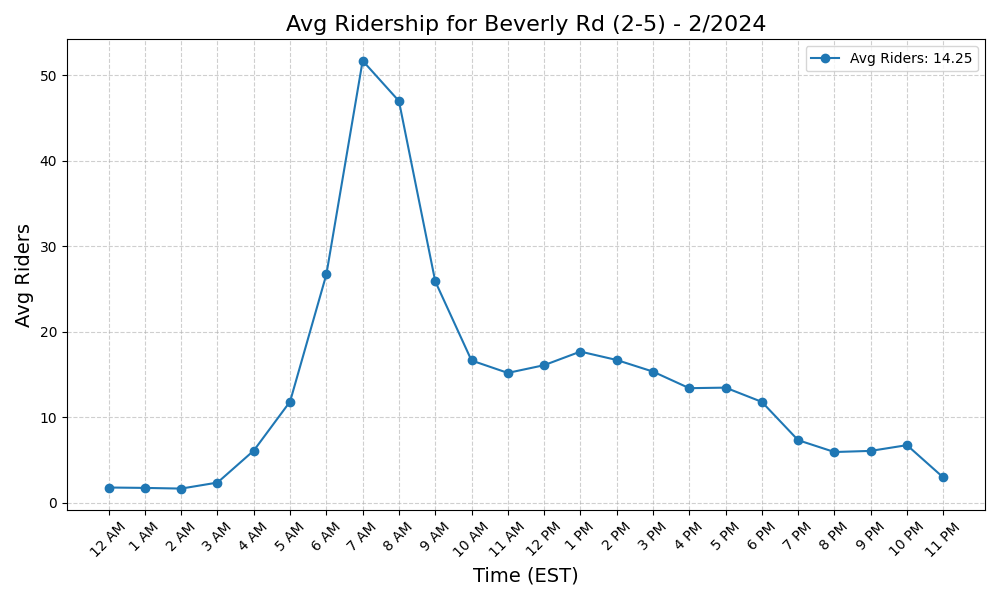 Avg Ridership for Beverly Rd (2-5) - 2/2024
Avg Riders: 14.25
Avg Riders
50
40
30
20
10
0
12 AM
1 AM
2 AM
3 AM
4 AM
5 AM
6 AM
7 AM
8 AM
9 AM
10 AM
11 AM
12 PM
1 PM
2 PM
3 PM
4 PM
5 PM
6 PM
7 PM
8 PM
9 PM
10 PM
11 PM
Time (EST)